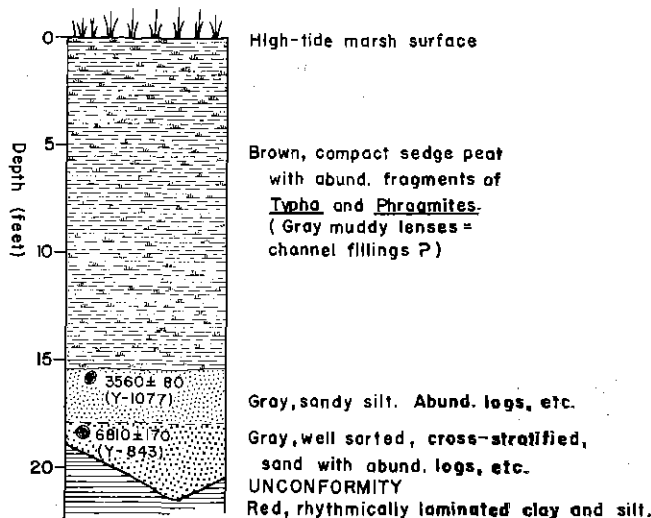 0
High-tide marsh surface
Depth (feet)
5
Brown, compact sedge peat
with abund. fragments of
Typha and Phragmites.
(Gray muddy lenses =
channel fillings ?)
10
15
3560± 80
(Y-1077)
Gray, sandy silt. Abund. logs, etc.
6810±170
(Y-843)
Gray, well sorted, cross-stratified,
sand with abund. logs, etc.
20
UNCONFORMITY
Red, rhythmically laminated clay and silt.